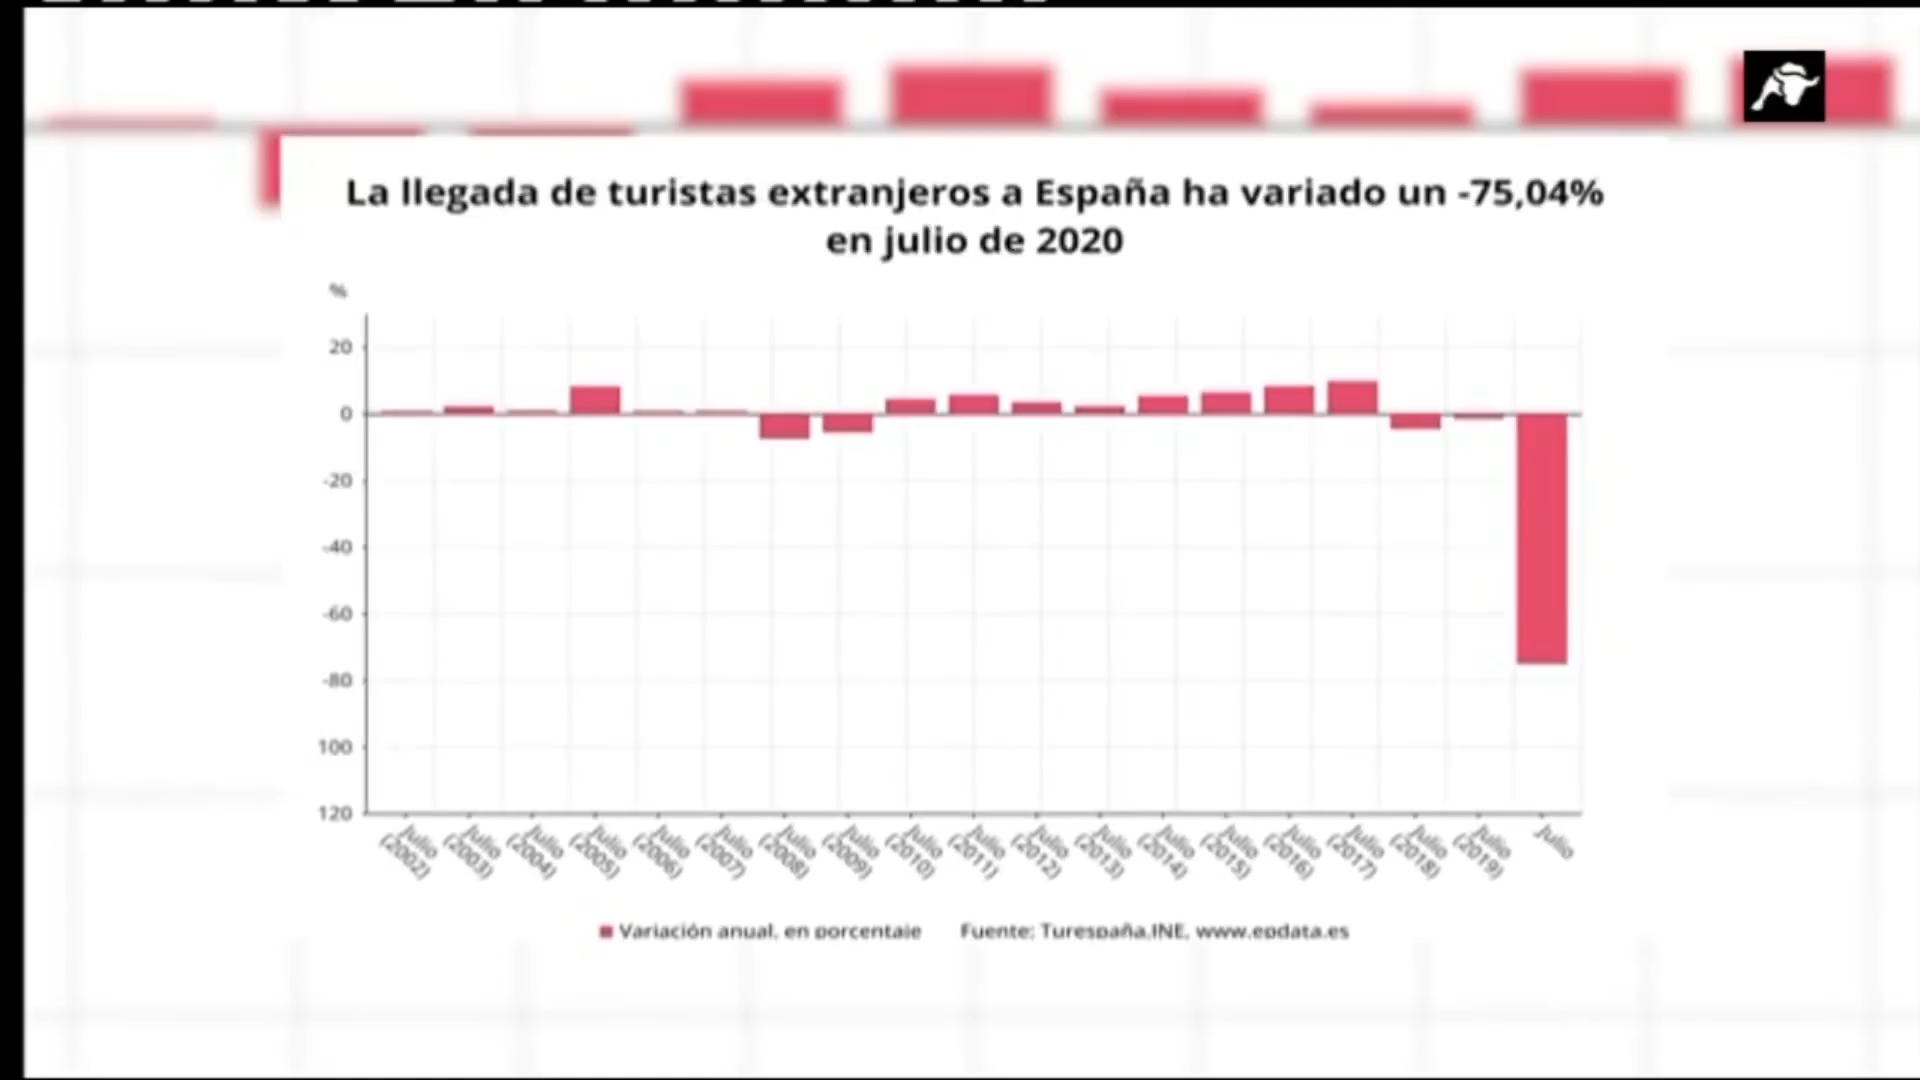 La llegada de turistas extranjeros a España ha variado un -75,04%
en julio de 2020
%
20
0
-20
-40
-60
-80
100
120
Julio (2002)
Julio (2003)
Julio (2004)
Julio (2005)
Julio (2006)
Julio (2007)
Julio (2008)
Julio (2009)
Julio (2010)
Julio (2011)
Julio (2012)
Julio (2013)
Julio (2014)
Julio (2015)
Julio (2016)
Julio (2017)
Julio (2018)
Julio (2019)
Julio
Variación anual, en porcentaje Fuente: Turespaña,INE, www.epdata.es